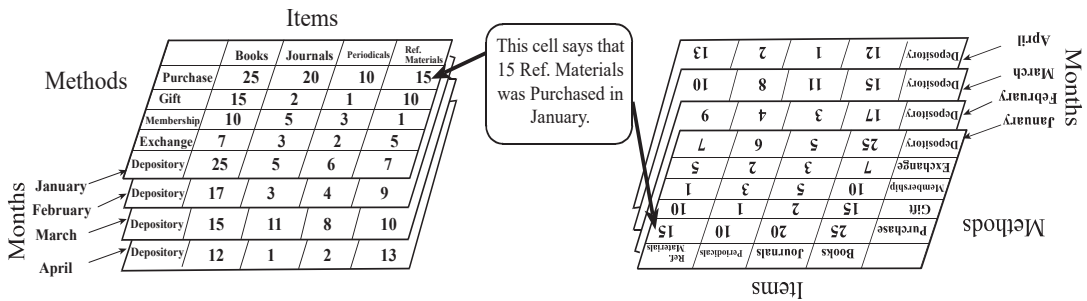 Items
Methods
Books Journals Periodicals Ref. Materials
Purchase 25 20 10 15
Gift 15 2 1 10
Membership 10 5 3 1
Exchange 7 3 2 5
Depository 25 5 6 7
Depository 17 3 4 9
Depository 15 11 8 10
Depository 12 1 2 13
Months
January
February
March
April
This cell says that
15 Ref. Materials
was Purchased in
January.
Items
Methods
Books Journals Periodicals Ref. Materials
Purchase 25 20 10 15
Gift 15 2 1 10
Membership 10 5 3 1
Exchange 7 3 2 5
Depository 25 5 6 7
Depository 17 3 4 9
Depository 15 11 8 10
Depository 12 1 2 13
Months
January
February
March
April